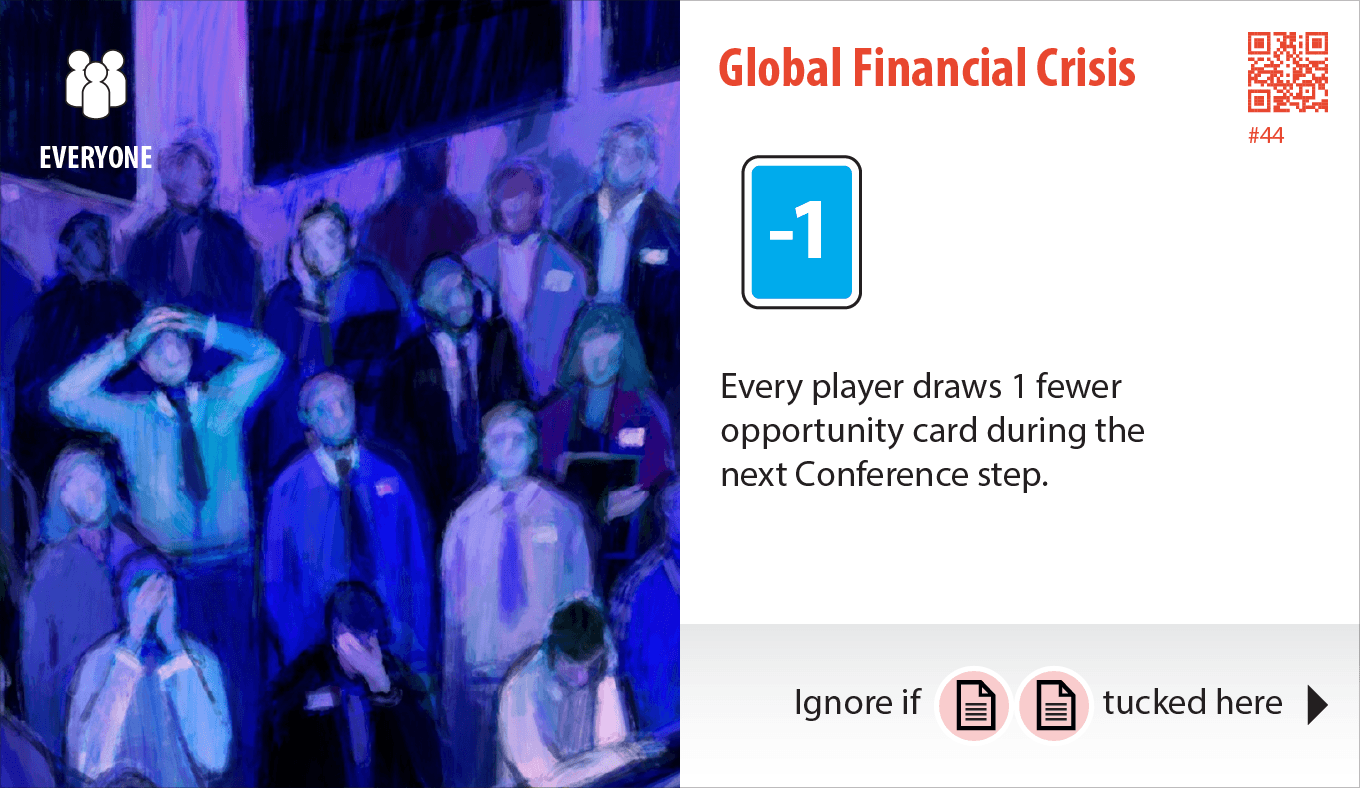 EVERYONE
Global Financial Crisis
#44
-1
Every player draws 1 fewer
opportunity card during the
next Conference step.
Ignore if tucked here